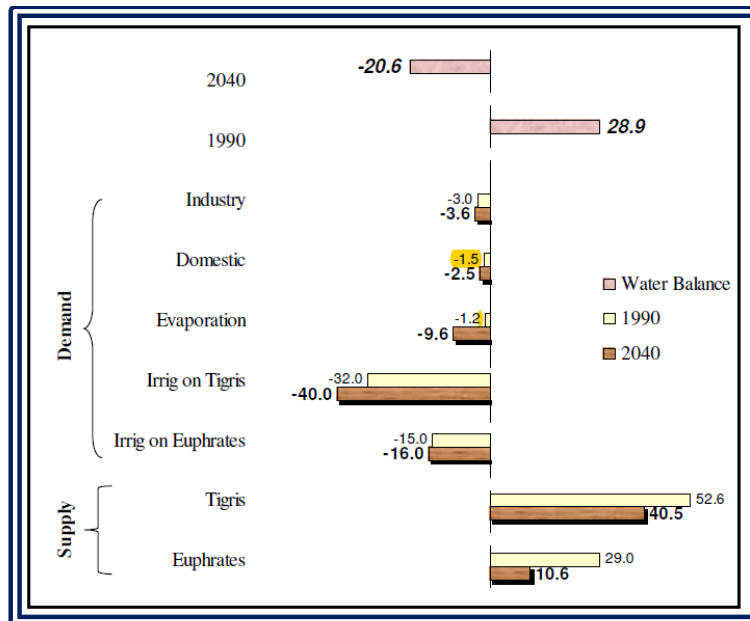 -20.6
2040
28.9
1990
Industry -3.0
-3.6
Domestic -1.5
-2.5
Evaporation -1.2
-9.6
Irrig on Tigris -32.0
-40.0
Irrig on Euphrates -15.0
-16.0
Demand
Water Balance
1990
2040
Tigris 52.6
40.5
Euphrates 29.0
10.6
Supply